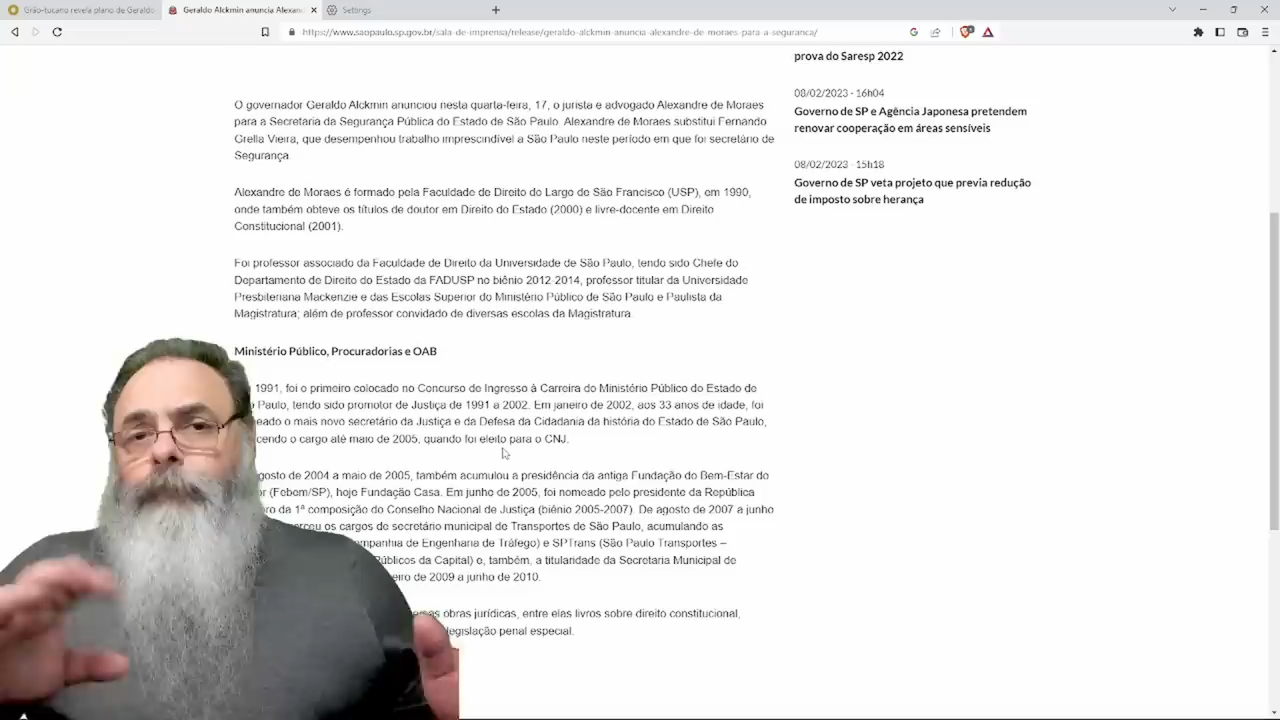 Grão-tucano revela plano de Geraldo
Geraldo Alckmin anuncia Alexan
Settings
https://www.saopaulo.sp.gov.br/sala-de-imprensa/release/geraldo-alckmin-anuncia-alexandre-de-moraes-para-a-seguranca/
O governador Geraldo Alckmin anunciou nesta quarta-feira, 17, o jurista e advogado Alexandre de Moraes
para a Secretaria da Segurança Pública do Estado de São Paulo. Alexandre de Moraes substitui Fernando
Grella Vieira, que desempenhou trabalho imprescindível a São Paulo neste período em que foi secretário de
Segurança.
Alexandre de Moraes é formado pela Faculdade de Direito do Largo de São Francisco (USP), em 1990,
onde também obteve os títulos de doutor em Direito do Estado (2000) e livre-docente em Direito
Constitucional (2001).
Foi professor associado da Faculdade de Direito da Universidade de São Paulo, tendo sido Chefe do
Departamento de Direito do Estado da FADUSP no biênio 2012-2014, professor titular da Universidade
Presbiteriana Mackenzie e das Escolas Superior do Ministério Público de São Paulo e Paulista da
Magistratura; além de professor convidado de diversas escolas da Magistratura.
Ministério Público, Procuradorias e OAB
1991, foi o primeiro colocado no Concurso de Ingresso à Carreira do Ministério Público do Estado de
Paulo, tendo sido promotor de Justiça de 1991 a 2002. Em janeiro de 2002, aos 33 anos de idade, foi
eado o mais novo secretário da Justiça e da Defesa da Cidadania da história do Estado de São Paulo,
cendo o cargo até maio de 2005, quando foi eleito para o CNJ.
gosto de 2004 a maio de 2005, também acumulou a presidência da antiga Fundação do Bem-Estar do
r (Febem/SP), hoje Fundação Casa. Em junho de 2005, foi nomeado pelo presidente da República
ro da 1ª composição do Conselho Nacional de Justiça (biênio 2005-2007). De agosto de 2007 a junho
rceu os cargos de secretário municipal de Transportes de São Paulo, acumulando as
mpanhia de Engenharia de Tráfego) e SPTrans (São Paulo Transportes –
Públicos da Capital) e, também, a titularidade da Secretaria Municipal de
eiro de 2009 a junho de 2010.
as obras jurídicas, entre elas livros sobre direito constitucional,
legislação penal especial.
prova do Saresp 2022
08/02/2023 - 16h04
Governo de SP e Agência Japonesa pretendem
renovar cooperação em áreas sensíveis
08/02/2023 - 15h18
Governo de SP veta projeto que previa redução
de imposto sobre herança